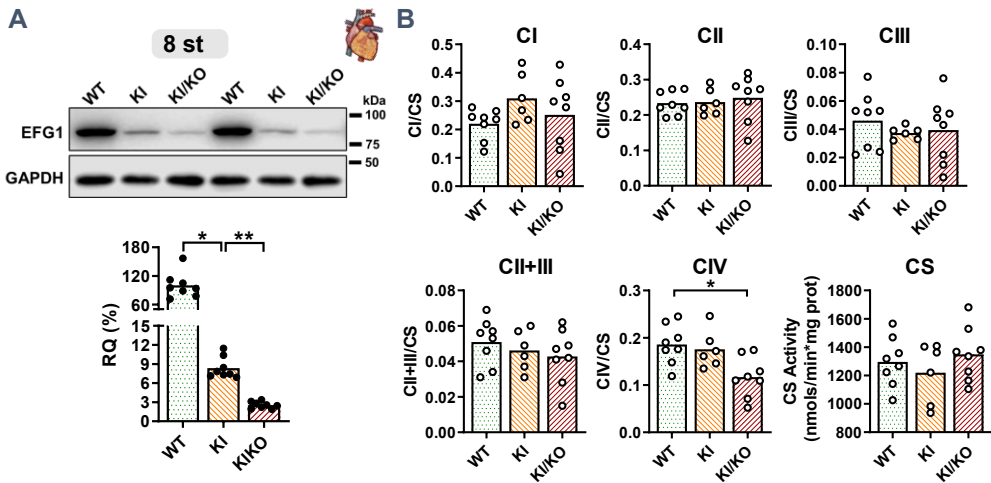 A
8 st
WT KI KI/KO WT KI KI/KO
kDa
EFG1
100
75
GAPDH
50
RQ (%)
180
120
60
15
12
9
6
3
0
* **
WT KI KIKO
B
CI
CI/CS
0.5
0.4
0.3
0.2
0.1
0.0
WT KI KI/KO
CII
CII/CS
0.4
0.3
0.2
0.1
0.0
WT KI KI/KO
CIII
CIII/CS
0.10
0.08
0.06
0.04
0.02
0.00
WT KI KI/KO
CII+III
CII+III/CS
0.08
0.06
0.04
0.02
0.00
WT KI KI/KO
CIV
CIV/CS
0.3
0.2
0.1
0.0
*
WT KI KI/KO
CS
CS Activity
(nmols/min*mg prot)
1800
1600
1400
1200
1000
800
WT KI KI/KO